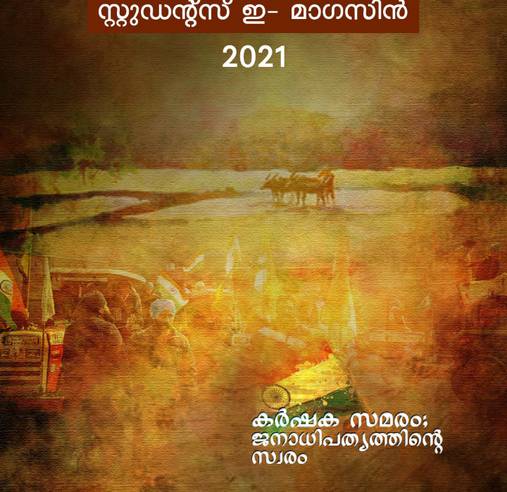 സ്റ്റുഡന്റ്സ് ഇ- മാഗസിൻ
2021
കർഷക സമരം;
ജനാധിപത്യത്തിന്റെ
സ്വരം